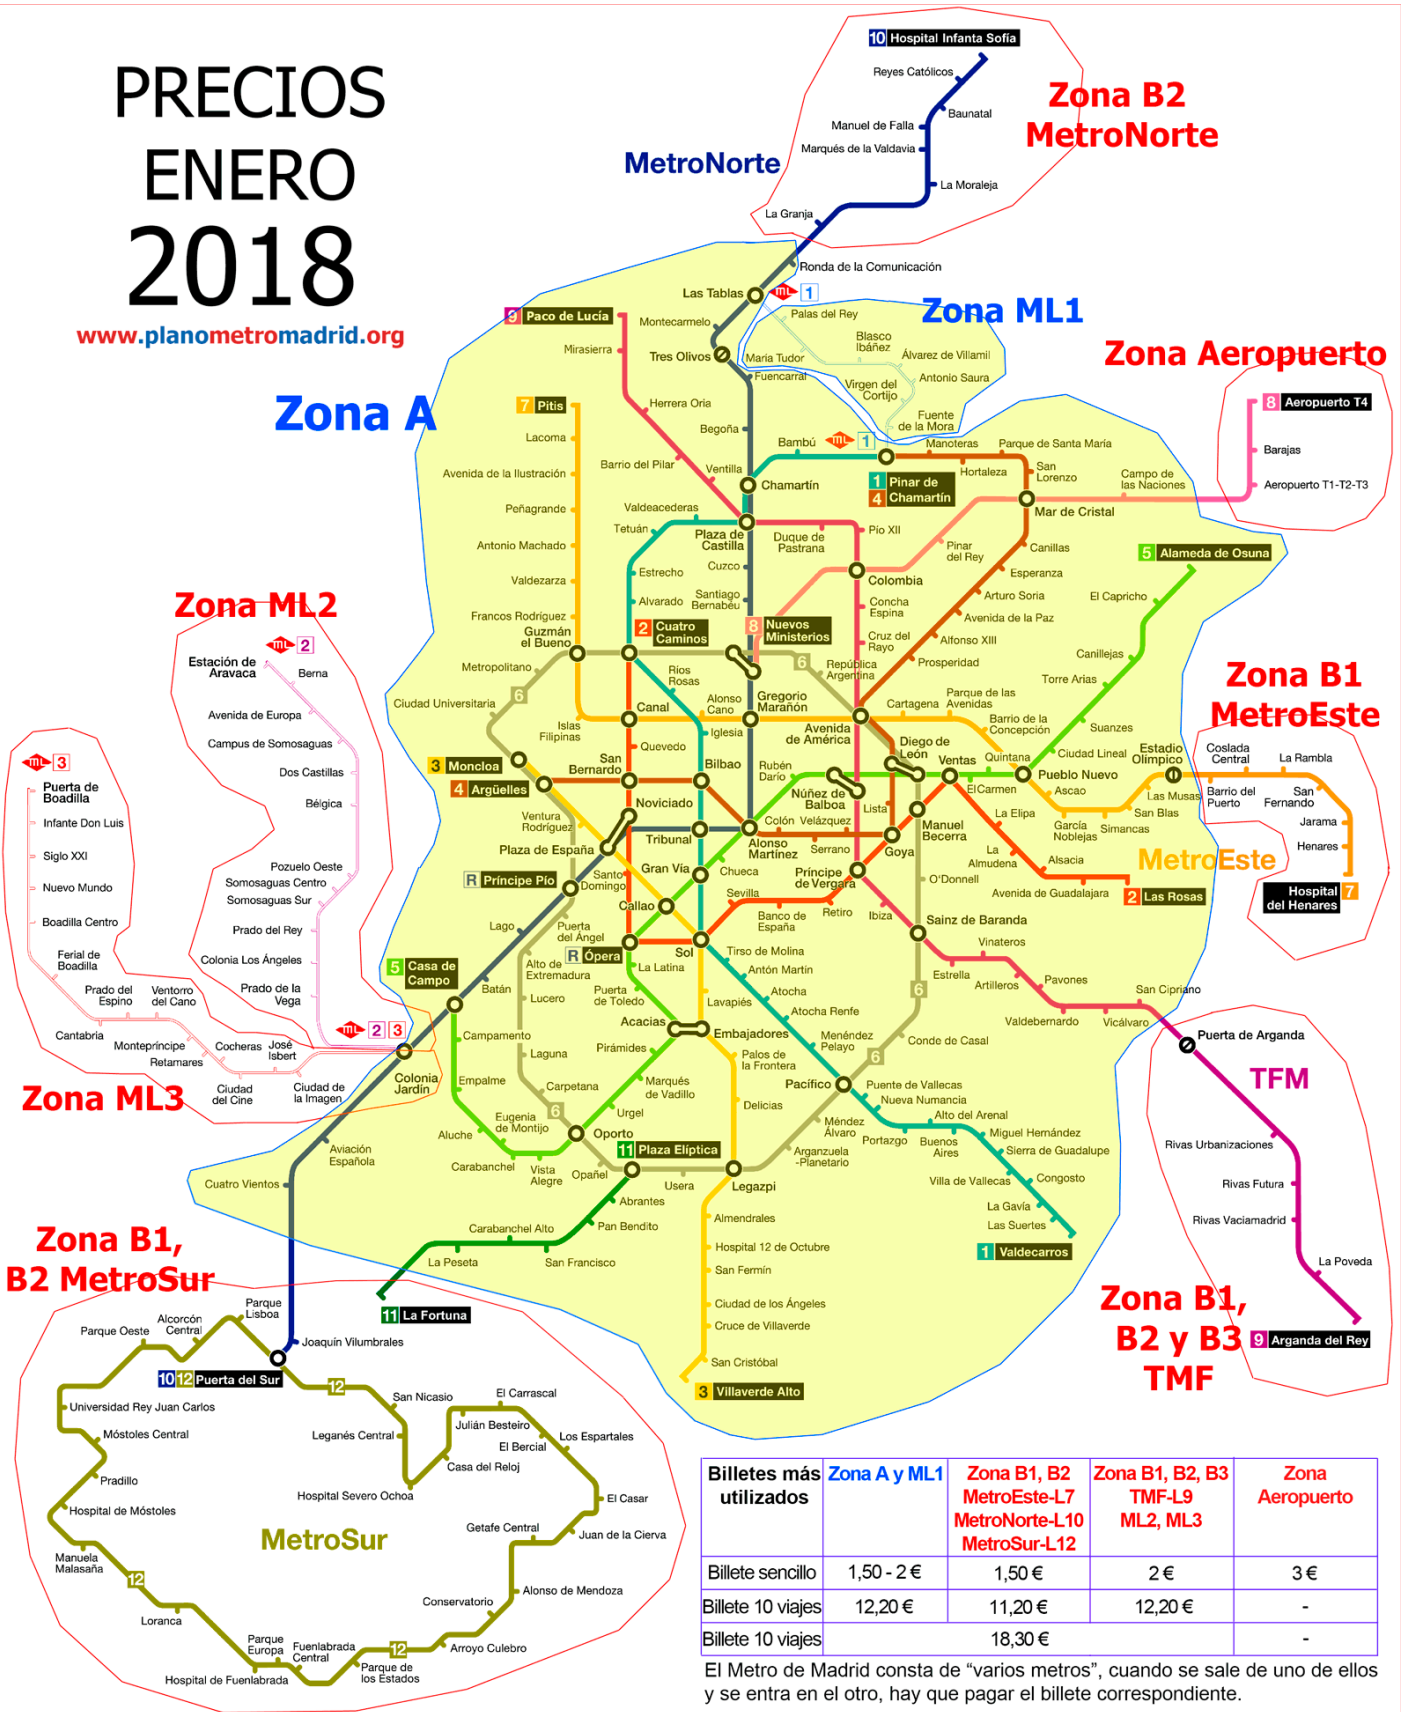 PRECIOS
ENERO
2018
www.planometromadrid.org
10 Hospital Infanta Sofía
Reyes Católicos
Baunatal
Manuel de Falla
Marqués de la Valdavia
La Moraleja
La Granja
MetroNorte
Zona B2
MetroNorte
Ronda de la Comunicación
Las Tablas
ML 1
Zona ML1
Palas del Rey
Blasco
Ibáñez
María Tudor
Álvarez de Villamil
Antonio Saura
Virgen del
Cortijo
Fuente
de la Mora
Montecarmelo
Tres Olivos
Fuencarral
9 Paco de Lucía
Mirasierra
Herrera Oria
Barrio del Pilar
Ventilla
Begoña
Zona A
7 Pitis
Lacoma
Avenida de la Ilustración
Peñagrande
Antonio Machado
Valdezarza
Francos Rodríguez
Guzmán
el Bueno
Zona Aeropuerto
8 Aeropuerto T4
Barajas
Aeropuerto T1-T2-T3
Campo de
las Naciones
Mar de Cristal
Bambú
ML 1
Chamartín
1 Pinar de
4 Chamartín
Manoteras
Hortaleza
Parque de Santa María
San
Lorenzo
Valdeacederas
Tetuán
Plaza de
Castilla
Duque de
Pastrana
Pío XII
Pinar
del Rey
Canillas
Esperanza
Arturo Soria
Avenida de la Paz
Alfonso XIII
Prosperidad
Estrecho
Alvarado
Cuzco
Santiago
Bernabéu
Colombia
Concha
Espina
Cruz del
Rayo
5 Alameda de Osuna
El Capricho
Canillejas
Torre Arias
Suanzes
Ciudad Lineal
2 Cuatro
Caminos
8 Nuevos
Ministerios
6
República
Argentina
Metropolitano
Ciudad Universitaria
6
Ríos
Rosas
Alonso
Cano
Gregorio
Marañón
Islas
Filipinas
Canal
Iglesia
Quevedo
Avenida
de América
Cartagena
Parque de las
Avenidas
Barrio de la
Concepción
Zona B1
MetroEste
Diego de
León
Ventas
Quintana
El Carmen
Pueblo Nuevo
Ascao
García
Noblejas
Simancas
San Blas
Las Musas
Estadio
Olímpico
Coslada
Central
Barrio del
Puerto
La Rambla
San
Fernando
Jarama
Henares
Hospital
del Henares 7
MetroEste
3 Moncloa
4 Argüelles
San
Bernardo
Bilbao
Rubén
Darío
Núñez de
Balboa
Lista
Manuel
Becerra
La Elipa
La
Almudena
Alsacia
Avenida de Guadalajara
2 Las Rosas
Ventura
Rodríguez
Noviciado
Tribunal
Alonso
Martínez
Colón
Velázquez
Serrano
Goya
Plaza de España
R Príncipe Pío
Santo
Domingo
Gran Vía
Chueca
Callao
Sevilla
Banco de
España
Retiro
Príncipe
de Vergara
Ibiza
O'Donnell
Sainz de Baranda
Lago
Puerta
del Ángel
R Ópera
Sol
La Latina
Tirso de Molina
Antón Martín
Atocha
Atocha Renfe
Menéndez
Pelayo
Pacífico
6
Vinateros
Estrella
Artilleros
Pavones
Valdebernardo
Vicálvaro
San Cipriano
Puerta de Arganda
Alto de
Extremadura
Lucero
Laguna
Carpetana
6
Batán
5 Casa de
Campo
Campamento
Empalme
Aluche
Carabanchel
Eugenia
de Montijo
Vista
Alegre
Oporto
Opañel
Puerta
de Toledo
Lavapiés
Acacias
Embajadores
Pirámides
Marqués
de Vadillo
Urgel
Palos de
la Frontera
Delicias
Conde de Casal
6
Puente de Vallecas
Nueva Numancia
Portazgo
Buenos
Aires
Alto del Arenal
Miguel Hernández
Sierra de Guadalupe
Villa de Vallecas
Congosto
La Gavia
Las Suertes
1 Valdecarros
Méndez
Álvaro
Arganzuela
-Planetario
Legazpi
Usera
11 Plaza Elíptica
Abrantes
Pan Bendito
San Francisco
Carabanchel Alto
La Peseta
11 La Fortuna
Almendrales
Hospital 12 de Octubre
San Fermín
Ciudad de los Ángeles
Cruce de Villaverde
San Cristóbal
3 Villaverde Alto
Zona ML2
ML 2
Estación de
Aravaca
Berna
Avenida de Europa
Campus de Somosaguas
Dos Castillas
Bélgica
Pozuelo Oeste
Somosaguas Centro
Somosaguas Sur
Prado del Rey
Colonia Los Ángeles
Prado de la
Vega
ML 2 3
Colonia
Jardín
ML 3
Puerta de
Boadilla
Infante Don Luis
Siglo XXI
Nuevo Mundo
Boadilla Centro
Ferial de
Boadilla
Prado del
Espino
Ventorro
del Cano
Cantabria
Montepríncipe
Retamares
Cocheras
José
Isbert
Ciudad
del Cine
Ciudad de
la Imagen
Zona ML3
Aviación
Española
Cuatro Vientos
TFM
Rivas Urbanizaciones
Rivas Futura
Rivas Vaciamadrid
La Poveda
9 Arganda del Rey
Zona B1,
B2 y B3
TMF
Zona B1,
B2 MetroSur
Parque
Lisboa
Alcorcón
Central
Parque Oeste
Joaquín Vilumbrales
10 12 Puerta del Sur
12
Universidad Rey Juan Carlos
Móstoles Central
Pradillo
Hospital de Móstoles
Manuela
Malasaña
12
Loranca
Hospital de Fuenlabrada
Parque
Europa
Fuenlabrada
Central
12
Parque de
los Estados
Arroyo Culebro
Conservatorio
Alonso de Mendoza
Getafe Central
Juan de la Cierva
El Casar
Los Espartales
El Bercial
El Carrascal
Julián Besteiro
Casa del Reloj
Hospital Severo Ochoa
Leganés Central
San Nicasio
MetroSur
Billetes más utilizados | Zona A y ML1 | Zona B1, B2 MetroEste-L7 MetroNorte-L10 MetroSur-L12 | Zona B1, B2, B3 TMF-L9 ML2, ML3 | Zona Aeropuerto
Billete sencillo 1,50 - 2 € 1,50 € 2 € 3 €
Billete 10 viajes 12,20 € 11,20 € 12,20 € -
Billete 10 viajes 18,30 € -
El Metro de Madrid consta de “varios metros”, cuando se sale de uno de ellos
y se entra en el otro, hay que pagar el billete correspondiente.